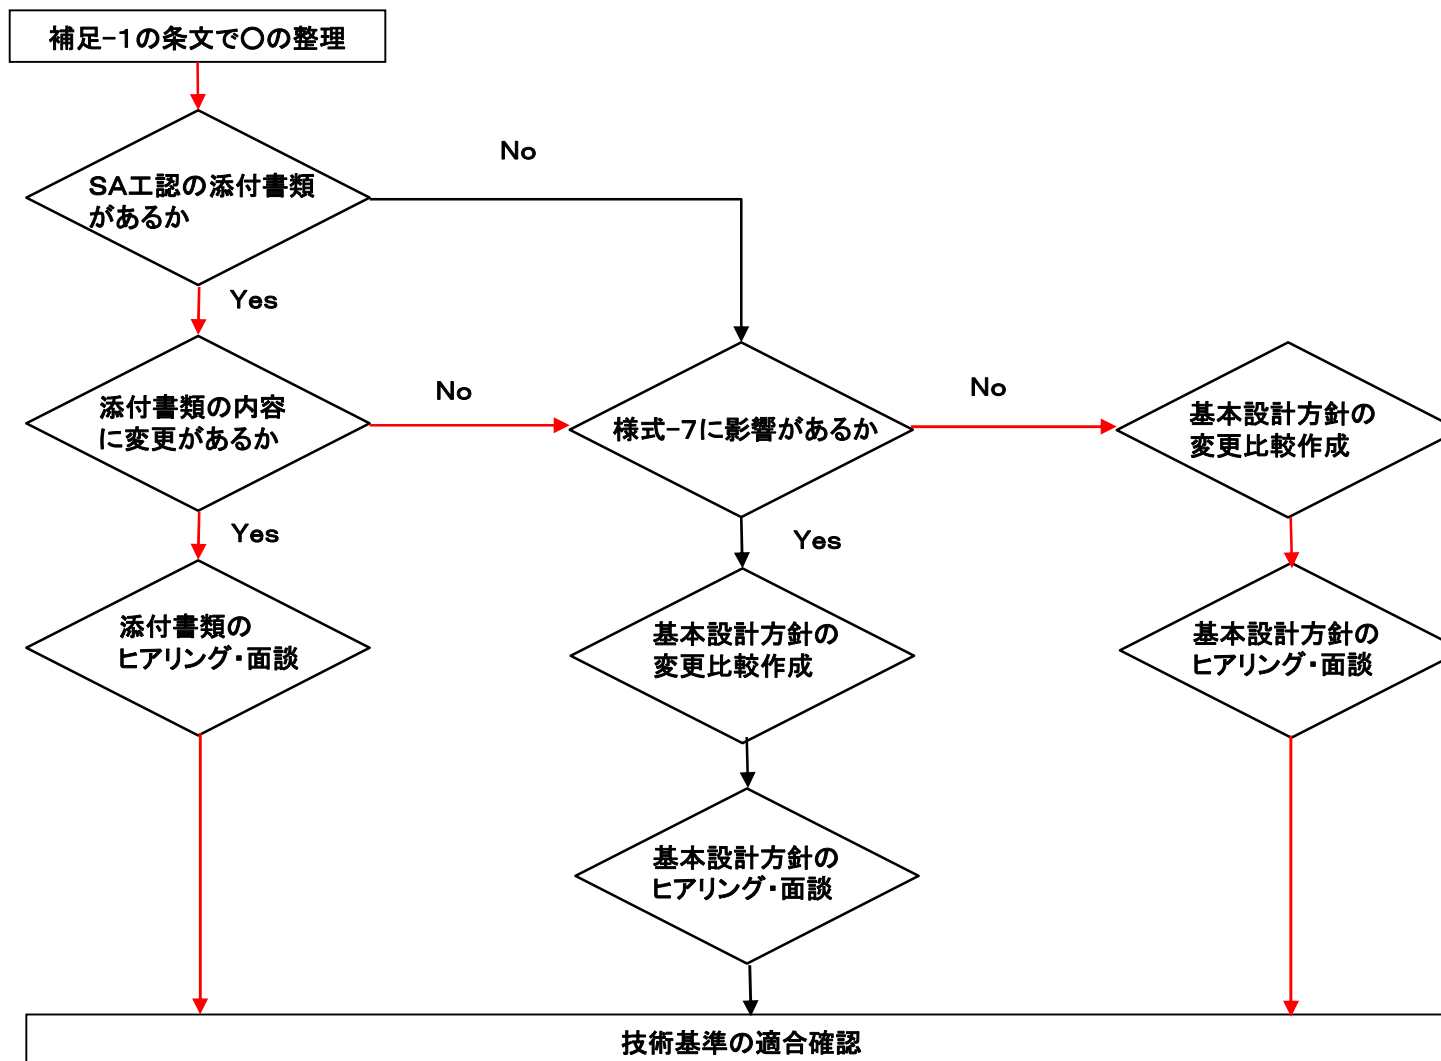 補足-1の条文で〇の整理
No
SA工認の添付書類
があるか
Yes
添付書類の内容
に変更があるか
No
様式-7に影響があるか
No
基本設計方針の
変更比較作成
Yes
Yes
添付書類の
ヒアリング・面談
基本設計方針の
変更比較作成
基本設計方針の
ヒアリング・面談
基本設計方針の
ヒアリング・面談
技術基準の適合確認